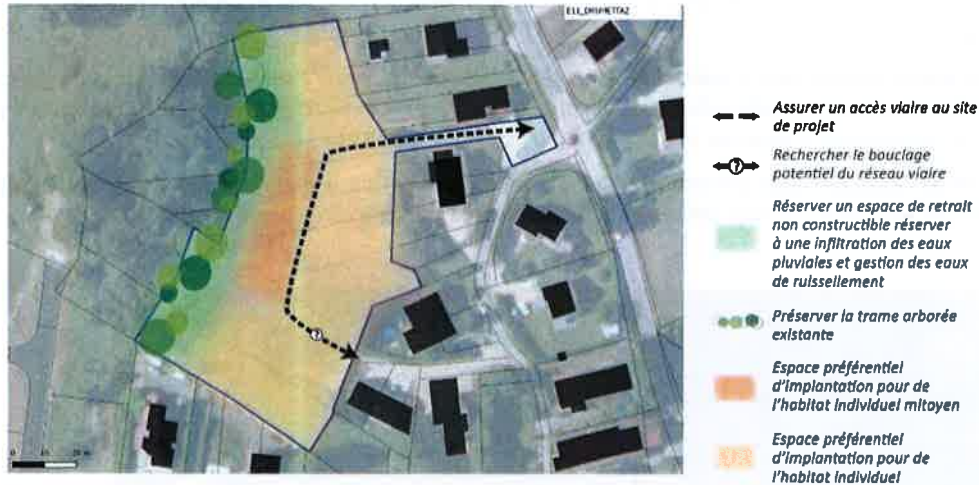 E11_CHRMETTAZ
Assurer un accès viaire au site
de projet
?
Rechercher le bouclage
potentiel du réseau viaire
Réserver un espace de retrait
non constructible réserver
à une infiltration des eaux
pluviales et gestion des eaux
de ruissellement
Préserver la trame arborée
existante
Espace préférentiel
d'implantation pour de
l'habitat individuel mitoyen
Espace préférentiel
d'implantation pour de
l'habitat individuel
?
0